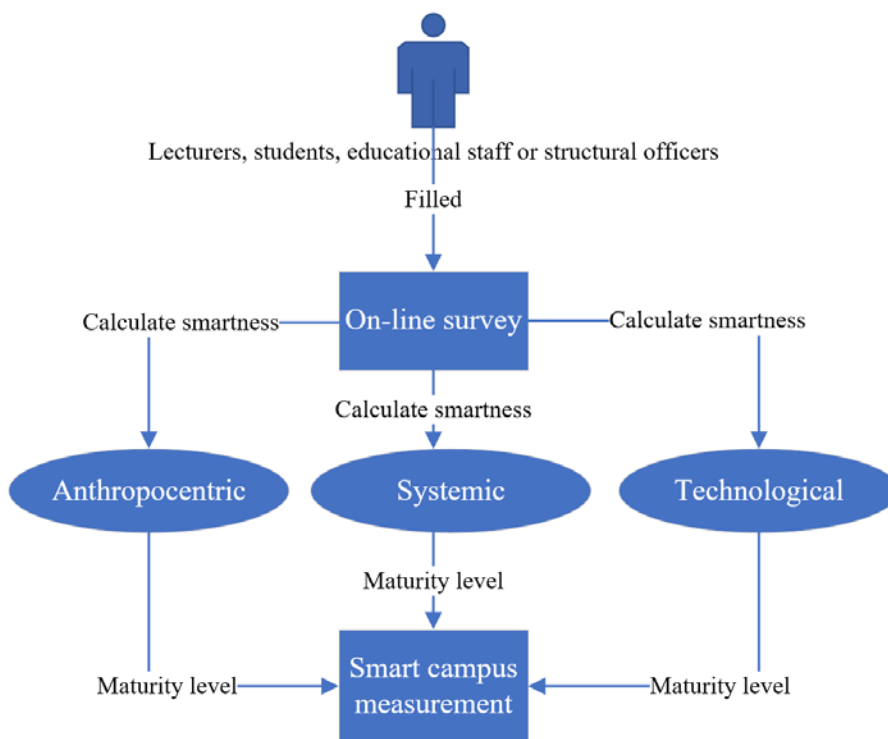 Lecturers, students, educational staff or structural officers
Filled
On-line survey
Calculate smartness
Calculate smartness
Calculate smartness
Anthropocentric
Systemic
Technological
Maturity level
Maturity level
Maturity level
Smart campus
measurement